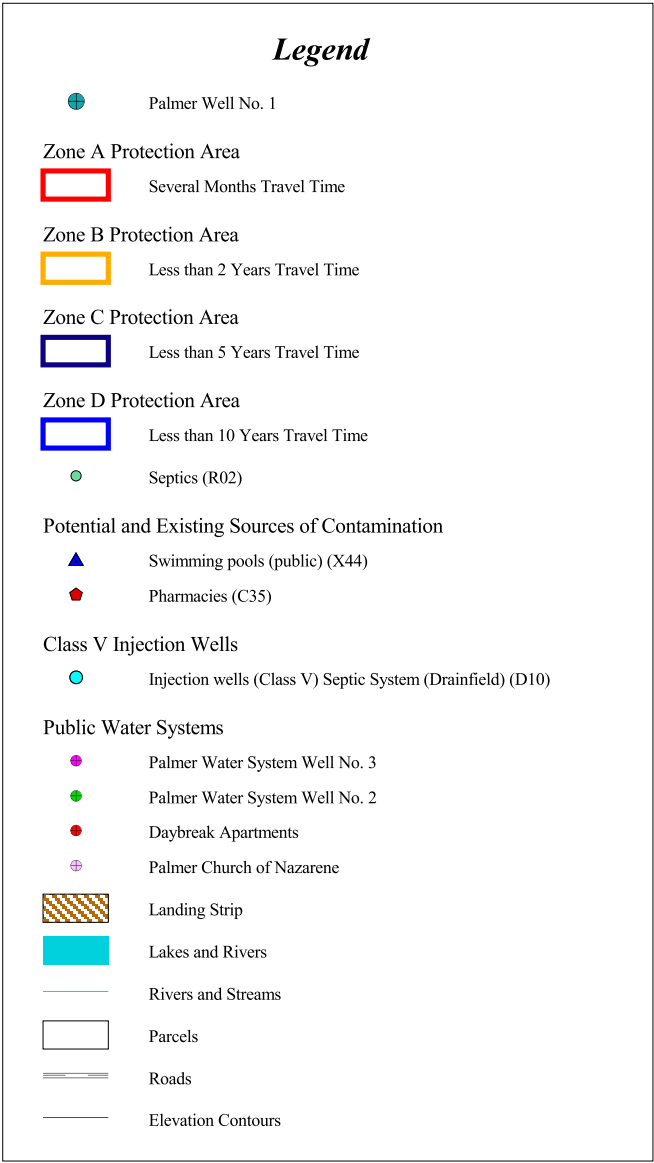 Legend
Palmer Well No. 1
Zone A Protection Area
Several Months Travel Time
Zone B Protection Area
Less than 2 Years Travel Time
Zone C Protection Area
Less than 5 Years Travel Time
Zone D Protection Area
Less than 10 Years Travel Time
Septics (R02)
Potential and Existing Sources of Contamination
Swimming pools (public) (X44)
Pharmacies (C35)
Class V Injection Wells
Injection wells (Class V) Septic System (Drainfield) (D10)
Public Water Systems
Palmer Water System Well No. 3
Palmer Water System Well No. 2
Daybreak Apartments
Palmer Church of Nazarene
Landing Strip
Lakes and Rivers
Rivers and Streams
Parcels
Roads
Elevation Contours